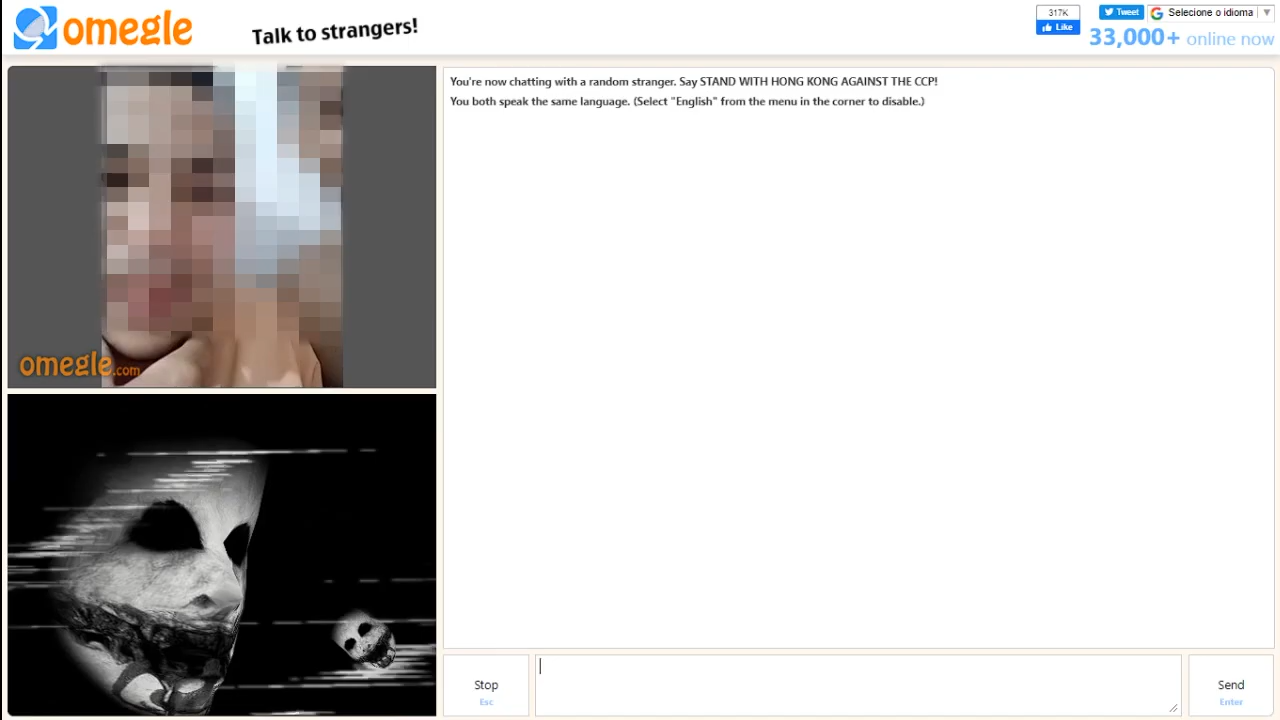 omegle
Talk to strangers!
317K
Like
Tweet
Selecione o idioma
33,000+ online now
You're now chatting with a random stranger. Say STAND WITH HONG KONG AGAINST THE CCP!
You both speak the same language. (Select "English" from the menu in the corner to disable.)
omegle.com
Stop
Esc
Send
Enter